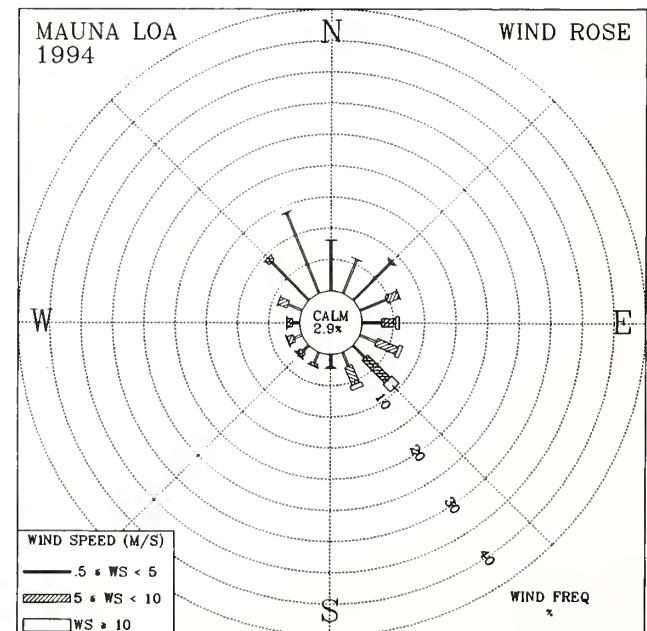 MAUNA LOA
1994
WIND ROSE
N
W
E
S
CALM
2.9%
10
20
30
40
WIND SPEED (M/S)
.5 ≤ WS < 5
5 ≤ WS < 10
WS ≥ 10
WIND FREQ
%